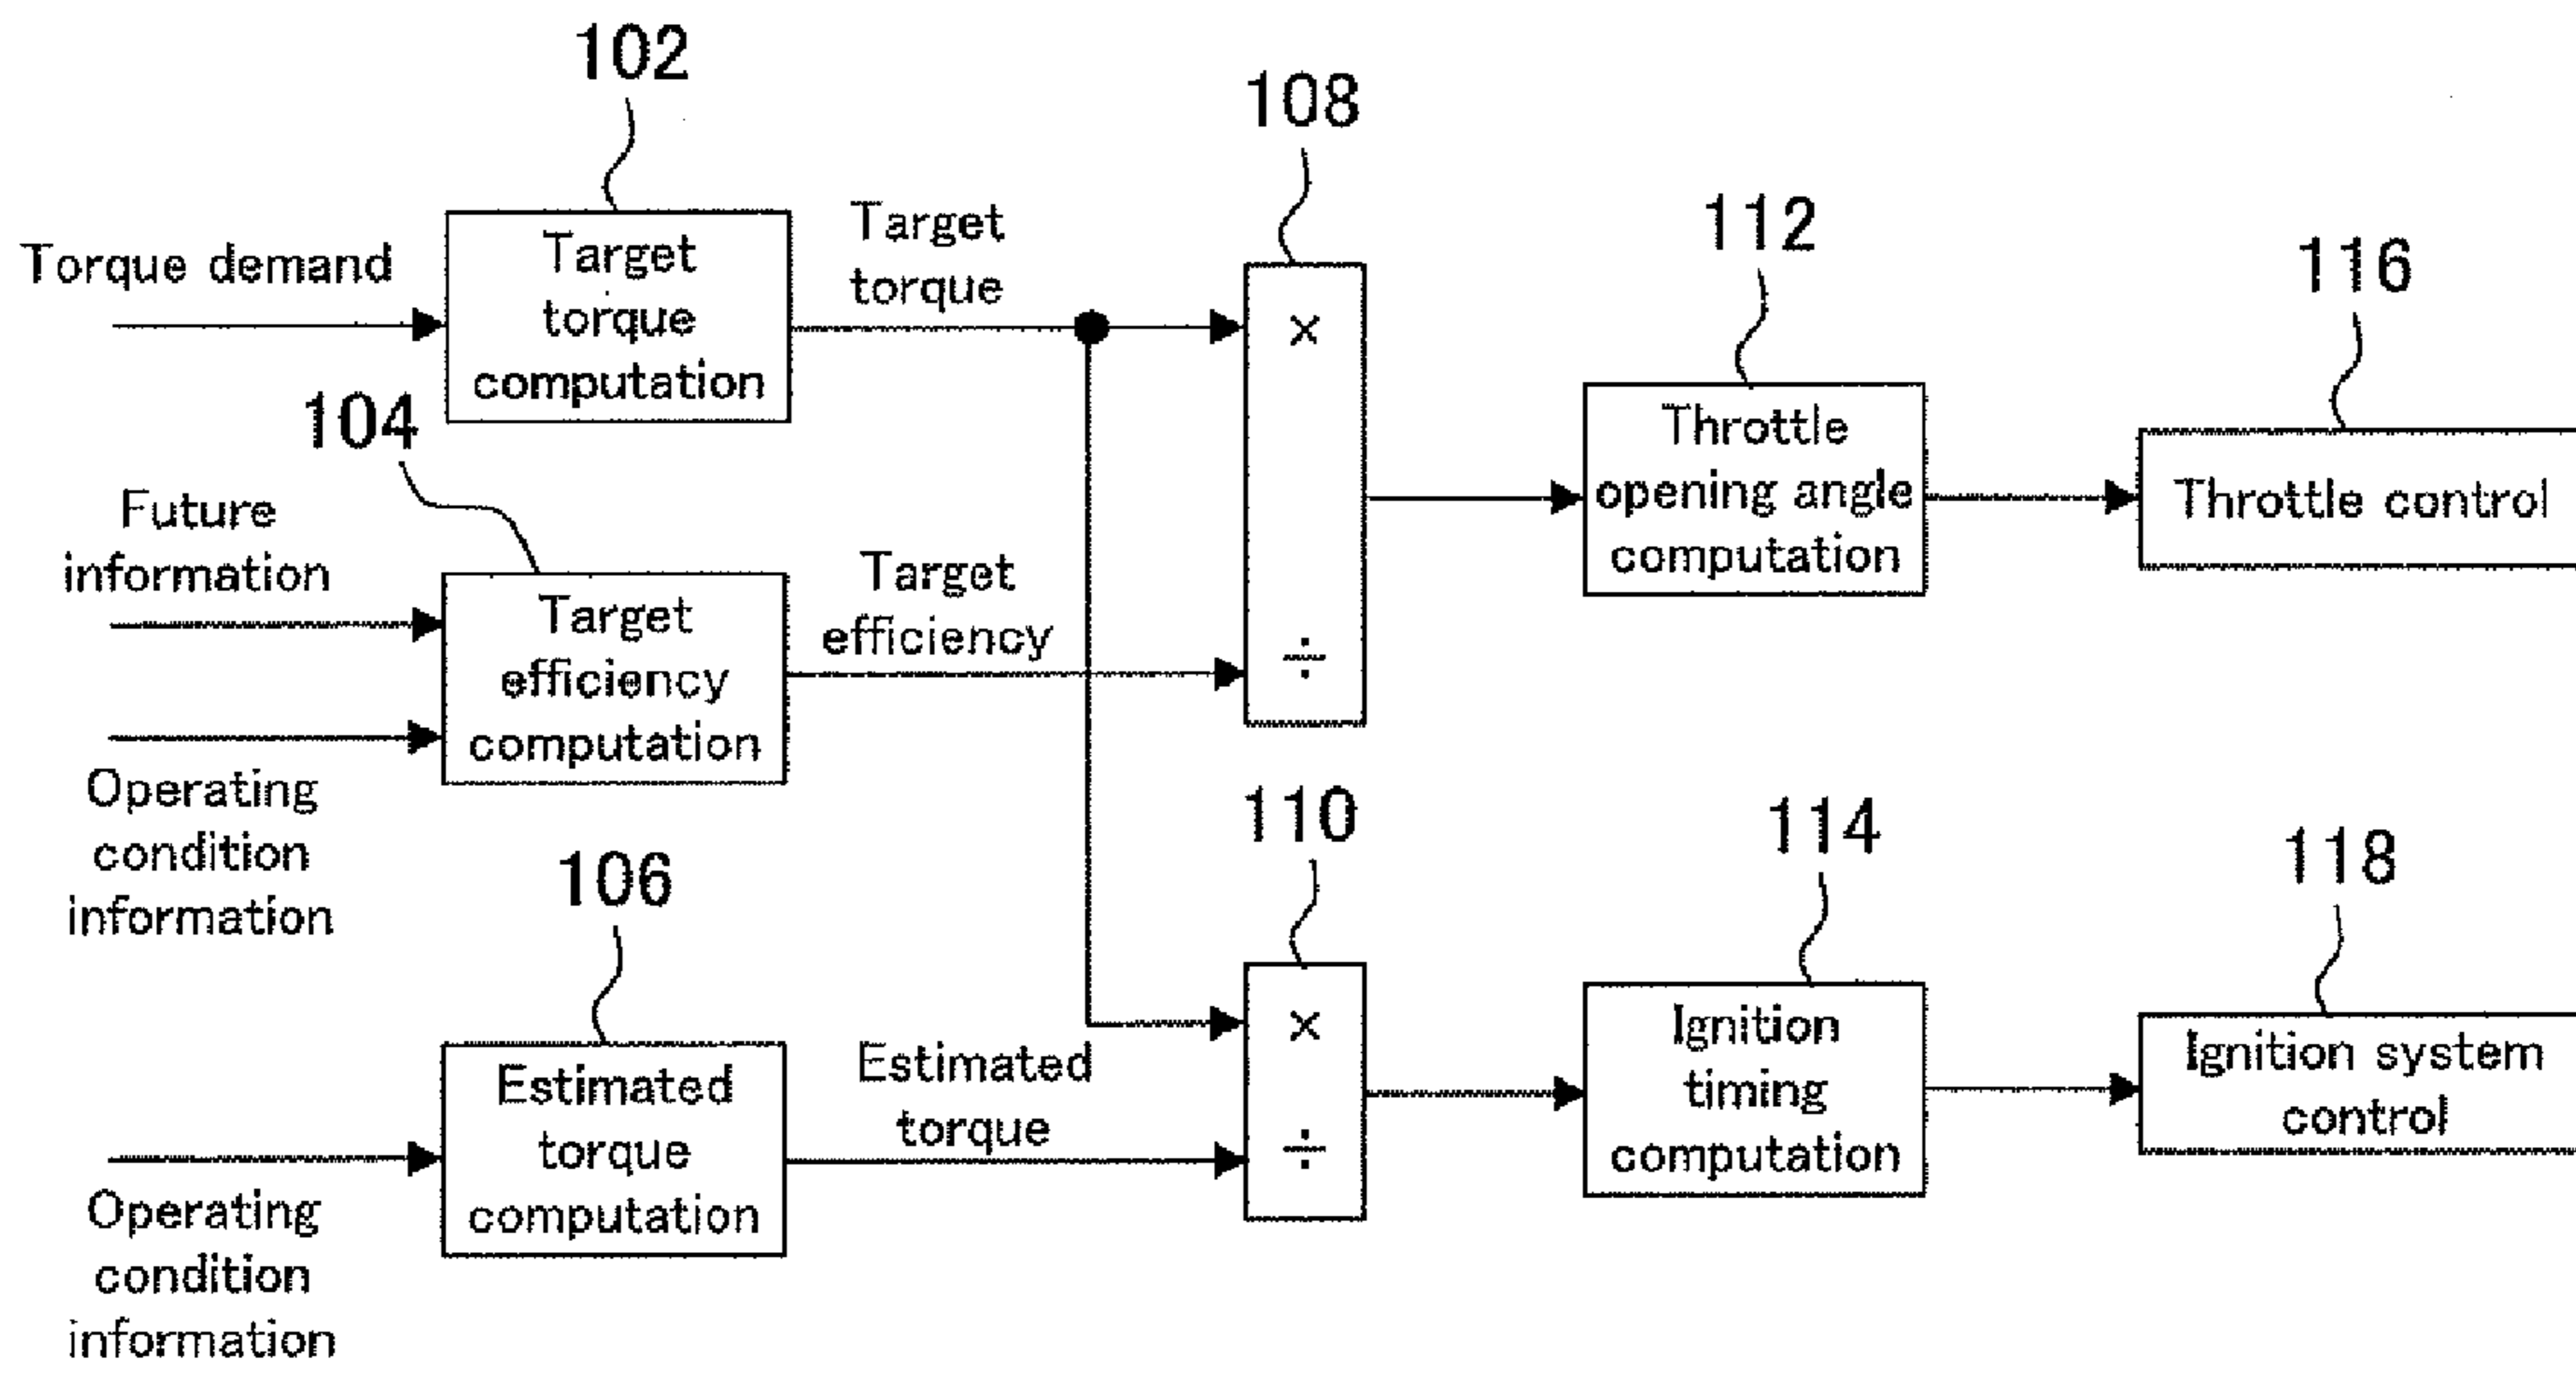 102
108
112
116
Torque demand
Target
torque
computation
Target
torque
×
÷
Throttle
opening angle
computation
Throttle control
104
Future
information
Operating
condition
information
Target
efficiency
computation
Target
efficiency
106
110
114
118
Operating
condition
information
Estimated
torque
computation
Estimated
torque
×
÷
Ignition
timing
computation
Ignition system
control